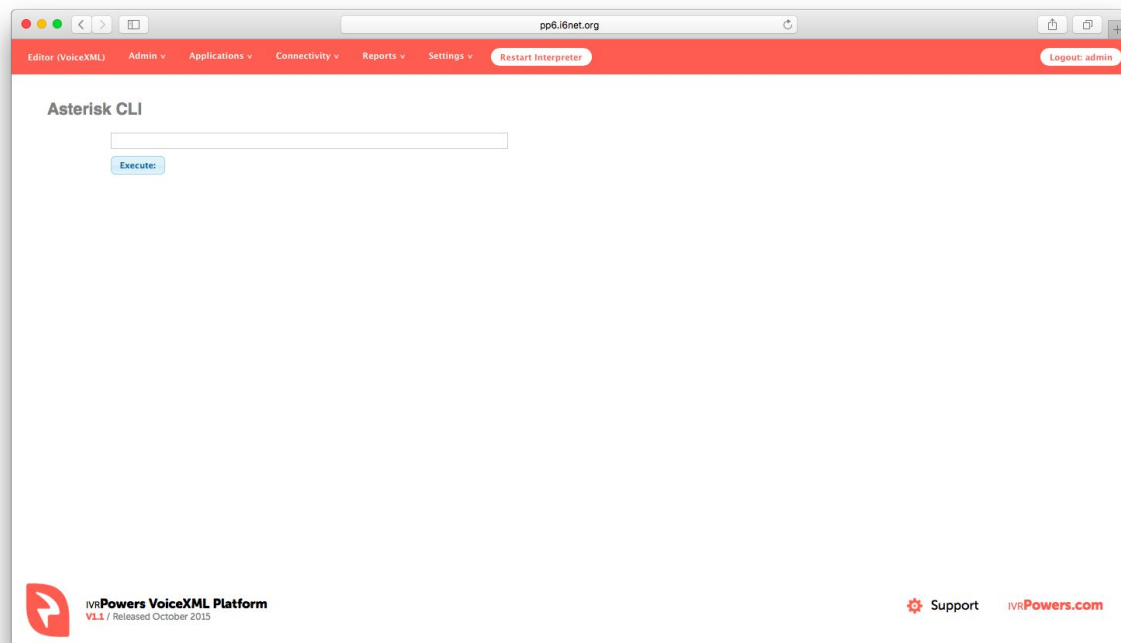 pp6.i6net.org
Editor (VoiceXML) Admin v Applications v Connectivity v Reports v Settings v Restart Interpreter Logout: admin
Asterisk CLI
Execute:
IVRPowers VoiceXML Platform
V1.1 / Released October 2015
Support IVRPowers.com